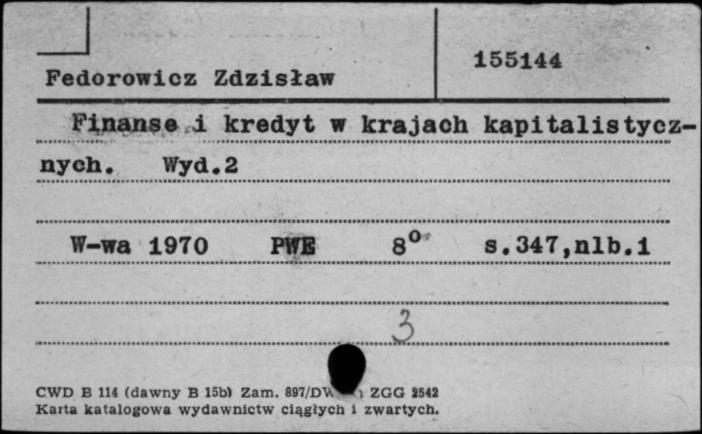 155144
Fedorowicz Zdzisław
Finanse i kredyt w krajach kapitalistycz-
nych. Wyd.2
W-wa 1970 PWE 8° s.347,nlb.1
3
CWD B 114 (dawny B 15b) Zam. 897/DW ZGG 2542
Karta katalogowa wydawnictw ciągłych i zwartych.